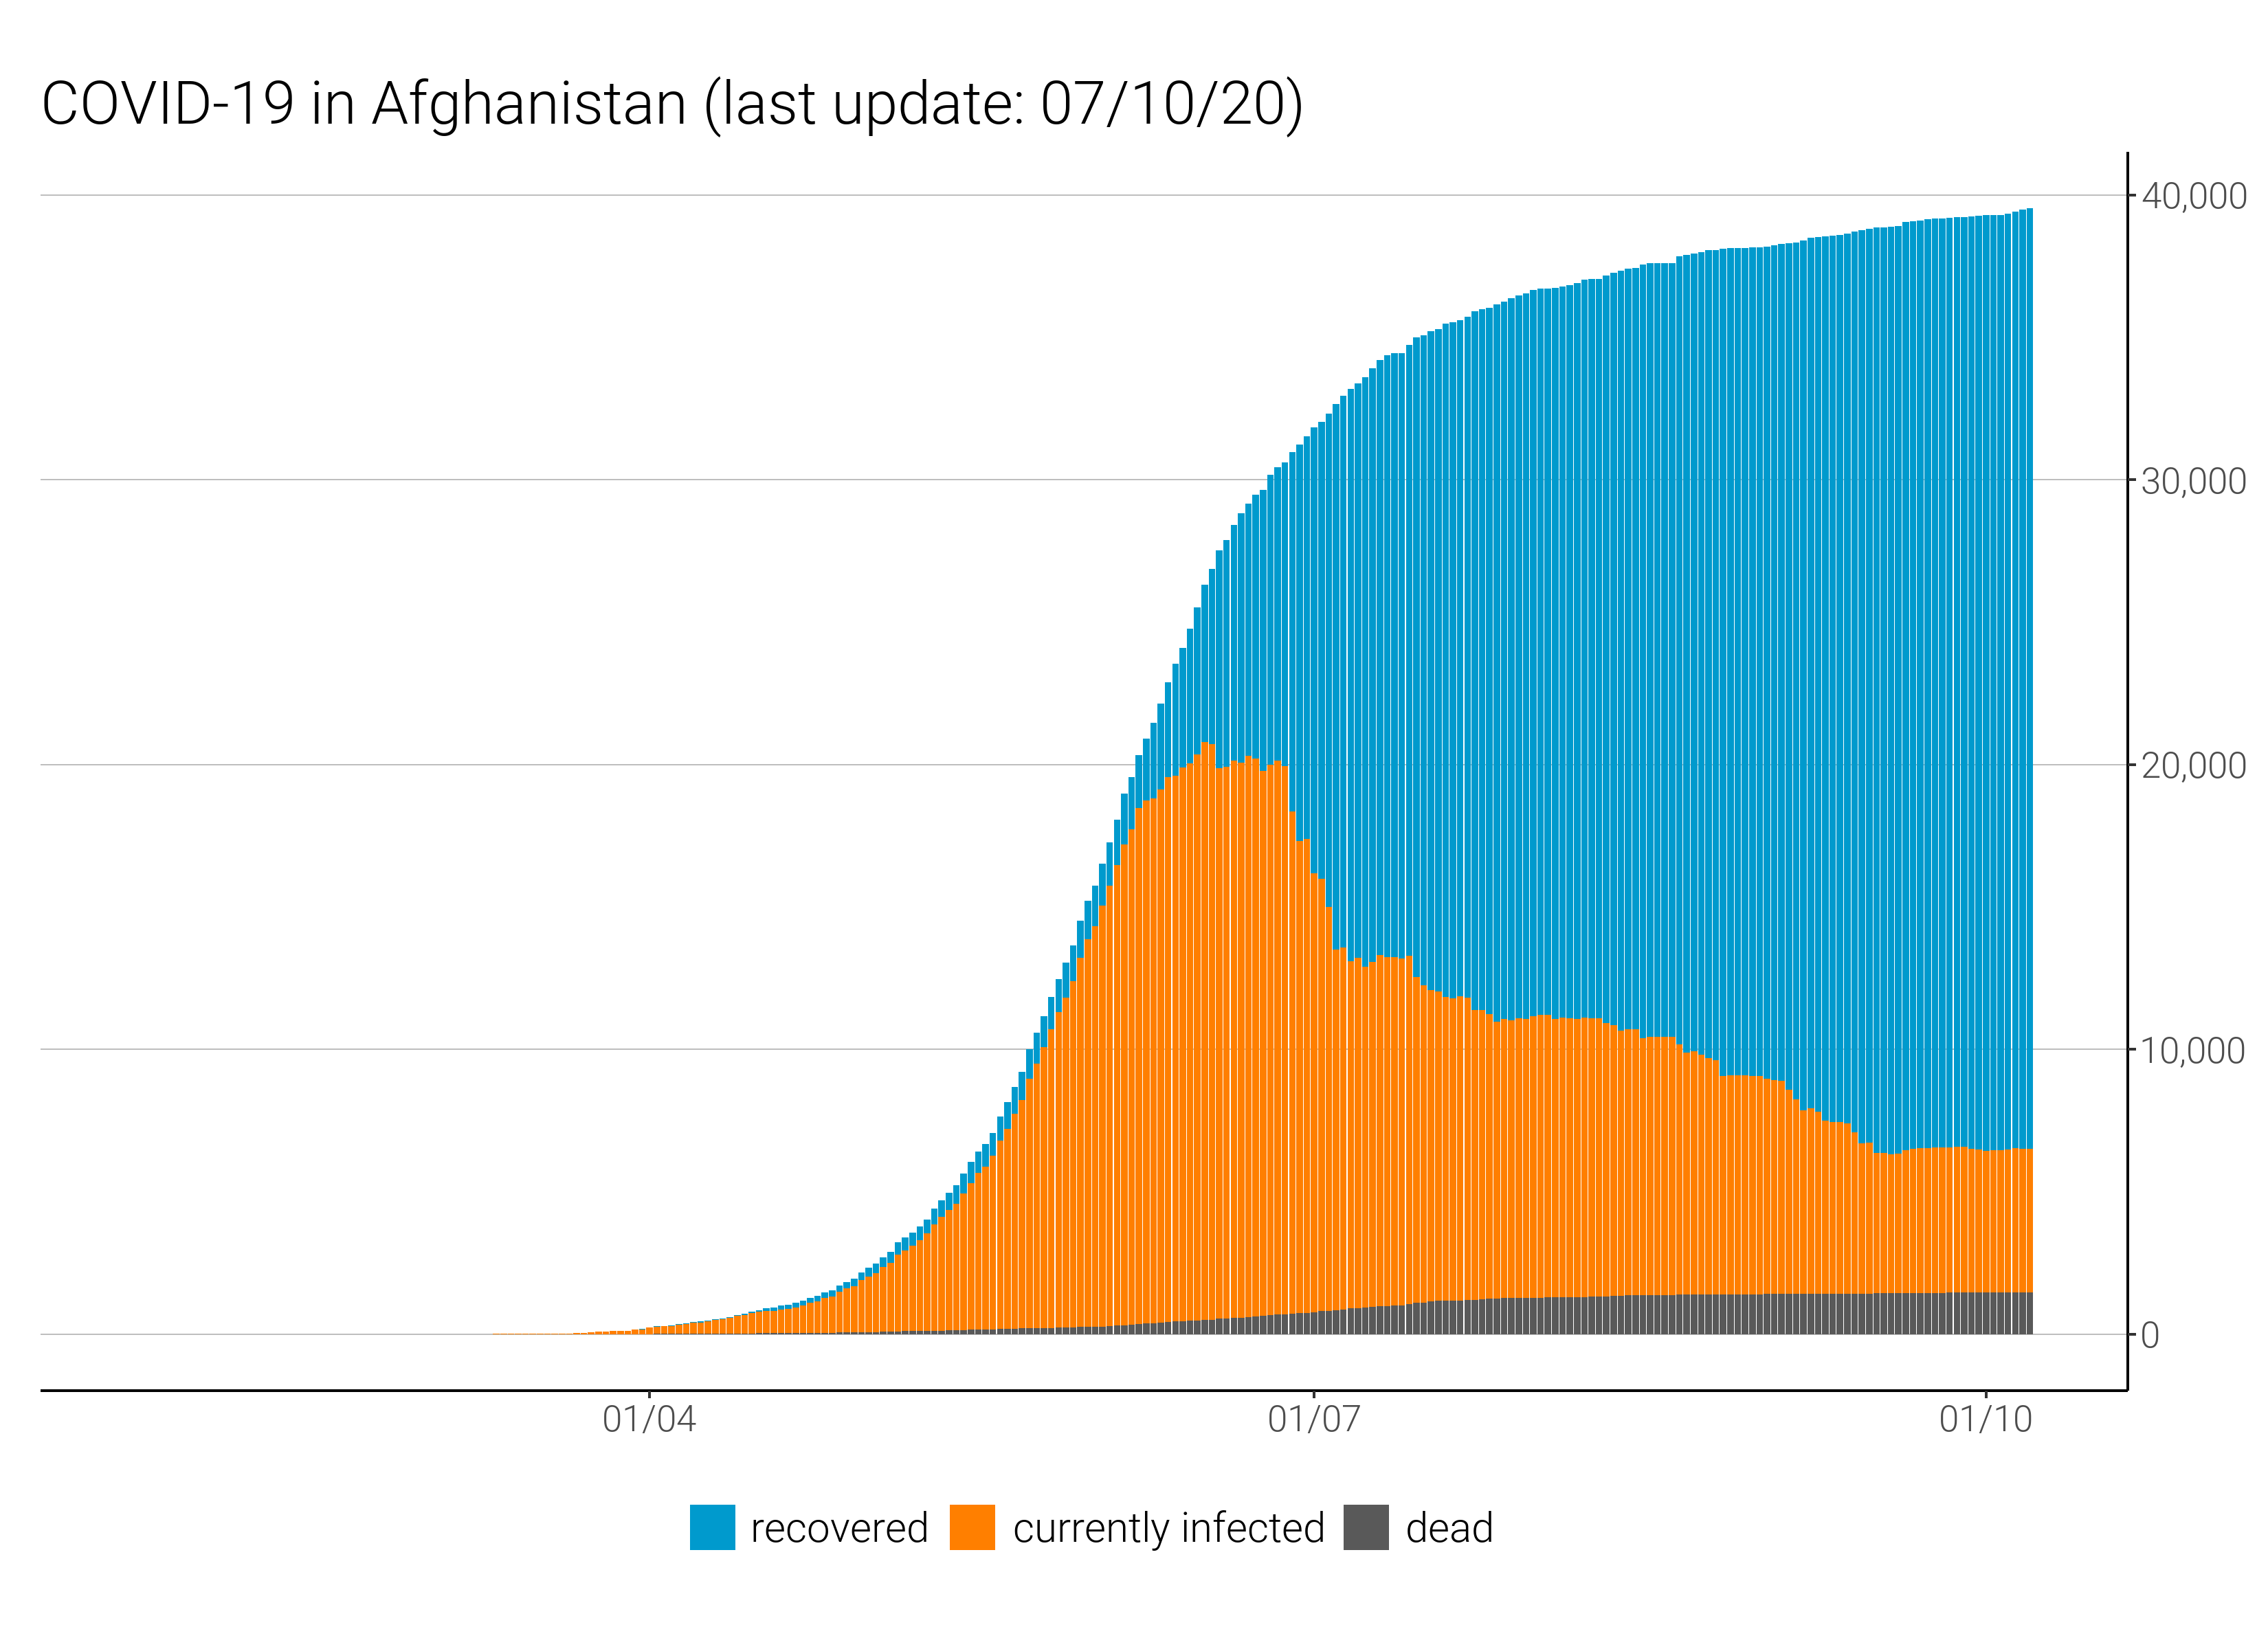 COVID-19 in Afghanistan (last update: 07/10/20)
40,000
30,000
20,000
10,000
0
01/04 01/07 01/10
recovered currently infected dead